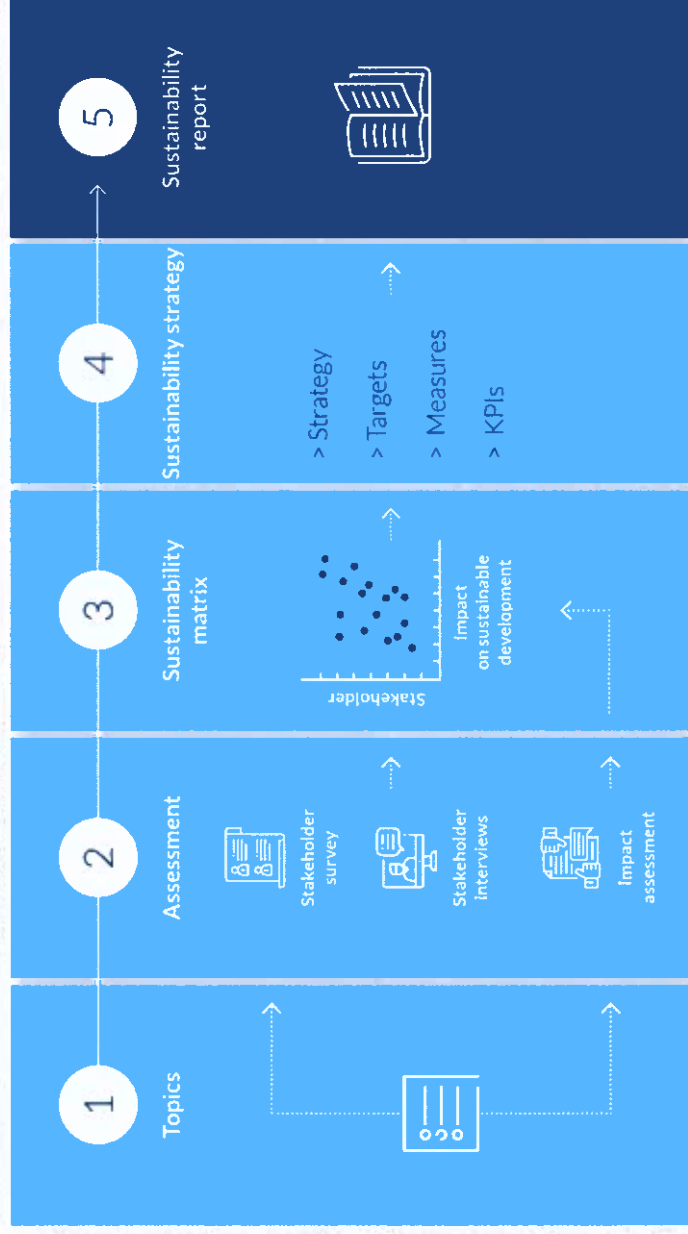 1
Topics
2
Assessment
Stakeholder
survey
Stakeholder
interviews
Impact
assessment
3
Sustainability
matrix
Stakeholder
Impact
on sustainable
development
4
Sustainability strategy
> Strategy
> Targets
> Measures
> KPIs
5
Sustainability
report